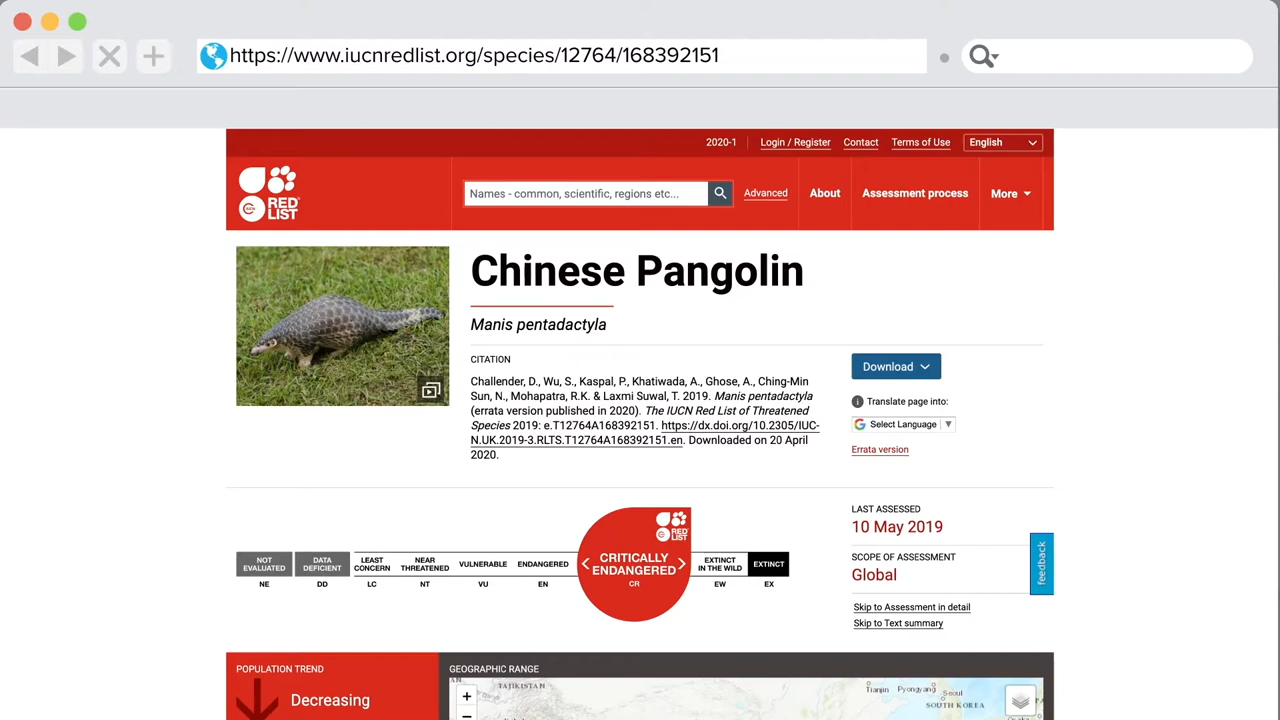 https://www.iucnredlist.org/species/12764/168392151
2020-1
Login / Register
Contact
Terms of Use
English
RED
LIST
Names - common, scientific, regions etc...
Advanced
About
Assessment process
More
Chinese Pangolin
Manis pentadactyla
CITATION
Challender, D., Wu, S., Kaspal, P., Khatiwada, A., Ghose, A., Ching-Min
Sun, N., Mohapatra, R.K. & Laxmi Suwal, T. 2019. Manis pentadactyla
(errata version published in 2020). The IUCN Red List of Threatened
Species 2019: e.T12764A168392151. https://dx.doi.org/10.2305/IUC-
N.UK.2019-3.RLTS.T12764A168392151.en. Downloaded on 20 April
2020.
Download
Translate page into:
Select Language
Errata version
NOT
EVALUATED
NE
DATA
DEFICIENT
DD
LEAST
CONCERN
LC
NEAR
THREATENED
NT
VULNERABLE
VU
ENDANGERED
EN
RED
LIST
CRITICALLY
ENDANGERED
CR
EXTINCT
IN THE WILD
EW
EXTINCT
EX
LAST ASSESSED
10 May 2019
SCOPE OF ASSESSMENT
Global
Skip to Assessment in detail
Skip to Text summary
feedback
POPULATION TREND
Decreasing
GEOGRAPHIC RANGE
TAJIKISTAN
Tianjin
Pyongyang
Seoul
SOUTH KOREA